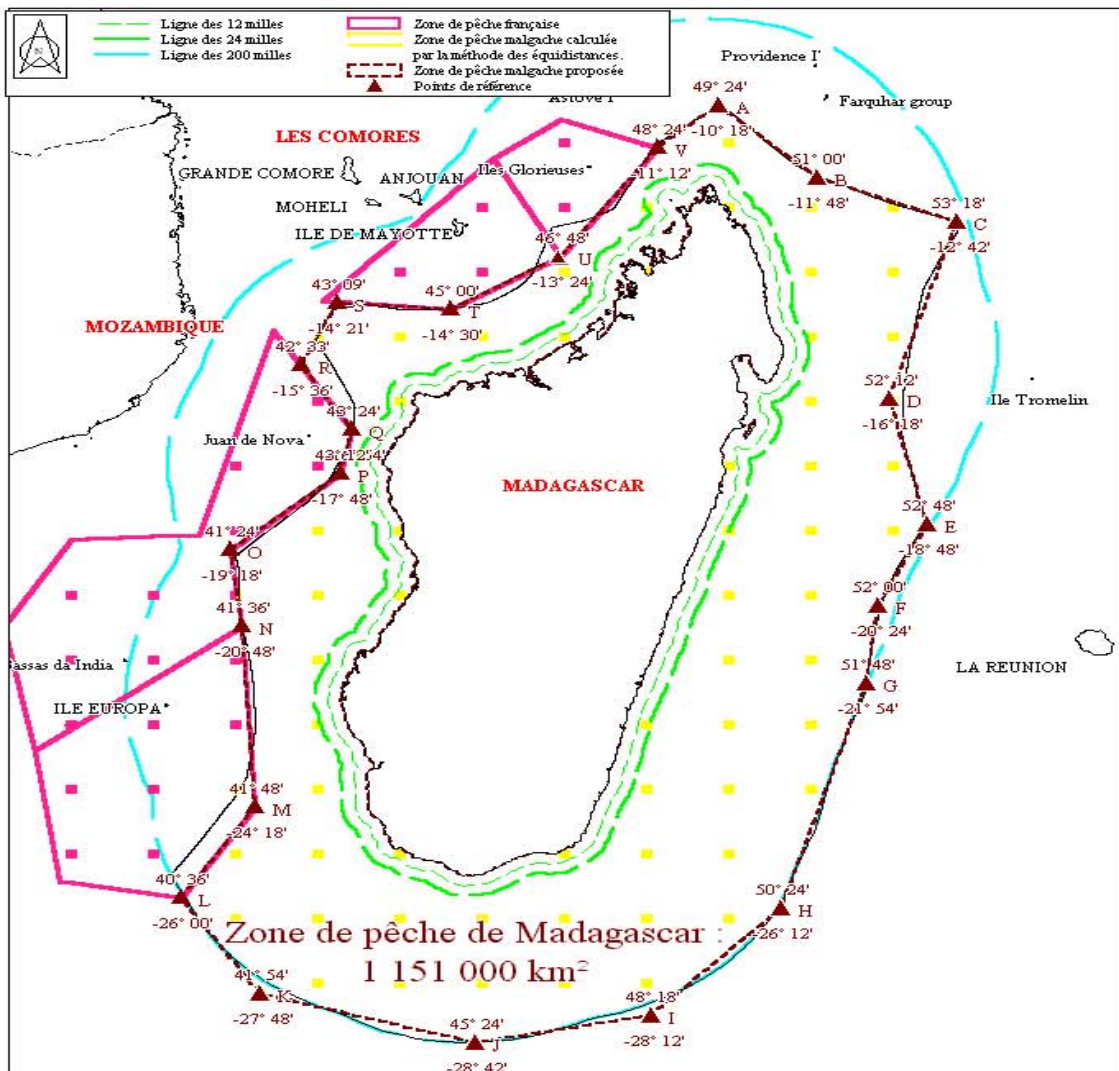 N
Ligne des 12 milles
Ligne des 24 milles
Ligne des 200 milles
Zone de pêche française
Zone de pêche malgache calculée
par la méthode des équidistances.
Zone de pêche malgache proposée
Points de référence
Providence I
Astove I
Farquhar group
49° 24'
A
-10° 18'
LES COMORES
48° 24'
V
-11° 12'
51° 00'
B
-11° 48'
GRANDE COMORE
ANJOUAN
Iles Glorieuses
MOHELI
ILE DE MAYOTTE
53° 18'
C
-12° 42'
46° 48'
U
-13° 24'
43° 09'
S
-14° 21'
45° 00'
T
-14° 30'
MOZAMBIQUE
42° 33'
R
-15° 36'
52° 12'
D
-16° 18'
Ile Tromelin
43° 24'
Q
Juan de Nova
P
-17° 48'
MADAGASCAR
41° 24'
O
-19° 18'
52° 48'
E
-18° 48'
41° 36'
N
-20° 48'
52° 00'
F
-20° 24'
Bassas da India
LA REUNION
51° 48'
G
-21° 54'
ILE EUROPA
41° 48'
M
-24° 18'
40° 36'
L
-26° 00'
50° 24'
H
-26° 12'
Zone de pêche de Madagascar :
1 151 000 km²
41° 54'
K
-27° 48'
48° 18'
I
-28° 12'
45° 24'
J
-28° 42'